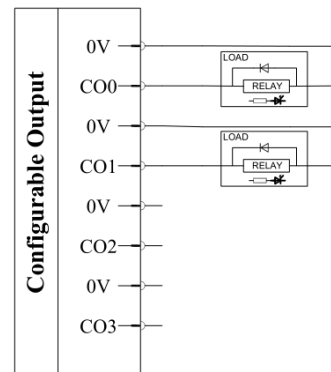 Configurable Output
0V
LOAD
CO0
RELAY
0V
LOAD
CO1
RELAY
0V
CO2
0V
CO3